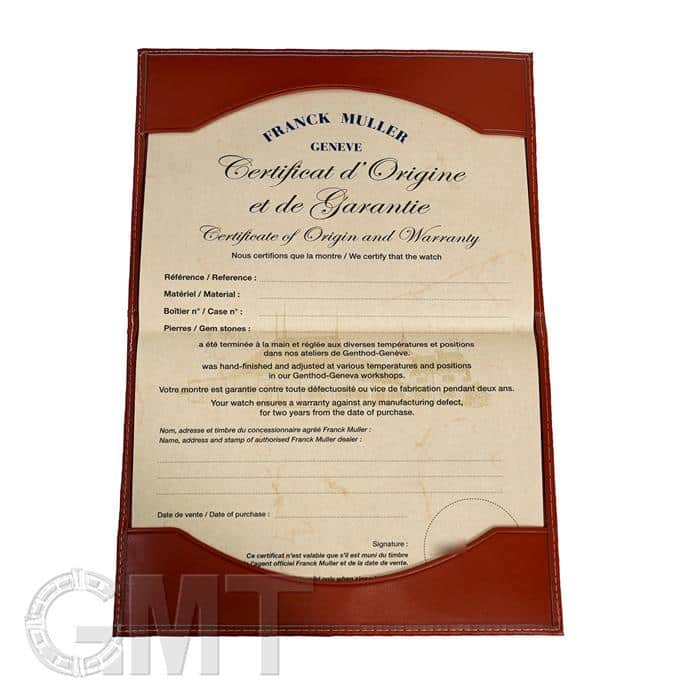 FRANCK MULLER
GENEVE
Certificat d'Origine
et de Garantie
Certificate of Origin and Warranty
Nous certifions que la montre / We certify that the watch
Référence / Reference :
Matériel / Material :
Boîtier n° / Case n° :
Pierres / Gem stones :
a été terminée à la main et réglée aux diverses températures et positions
dans nos ateliers de Genthod-Genève.
was hand-finished and adjusted at various temperatures and positions
in our Genthod-Geneva workshops.
Votre montre est garantie contre toute défectuosité ou vice de fabrication pendant deux ans.
Your watch ensures a warranty against any manufacturing defect,
for two years from the date of purchase.
Nom, adresse et timbre du concessionnaire agréé Franck Muller :
Name, address and stamp of authorised Franck Muller dealer :
Date de vente / Date of purchase :
Signature :
Ce certificat n'est valable que s'il est muni du timbre
l'agent officiel Franck Muller et de la date de vente.
only when
GMT